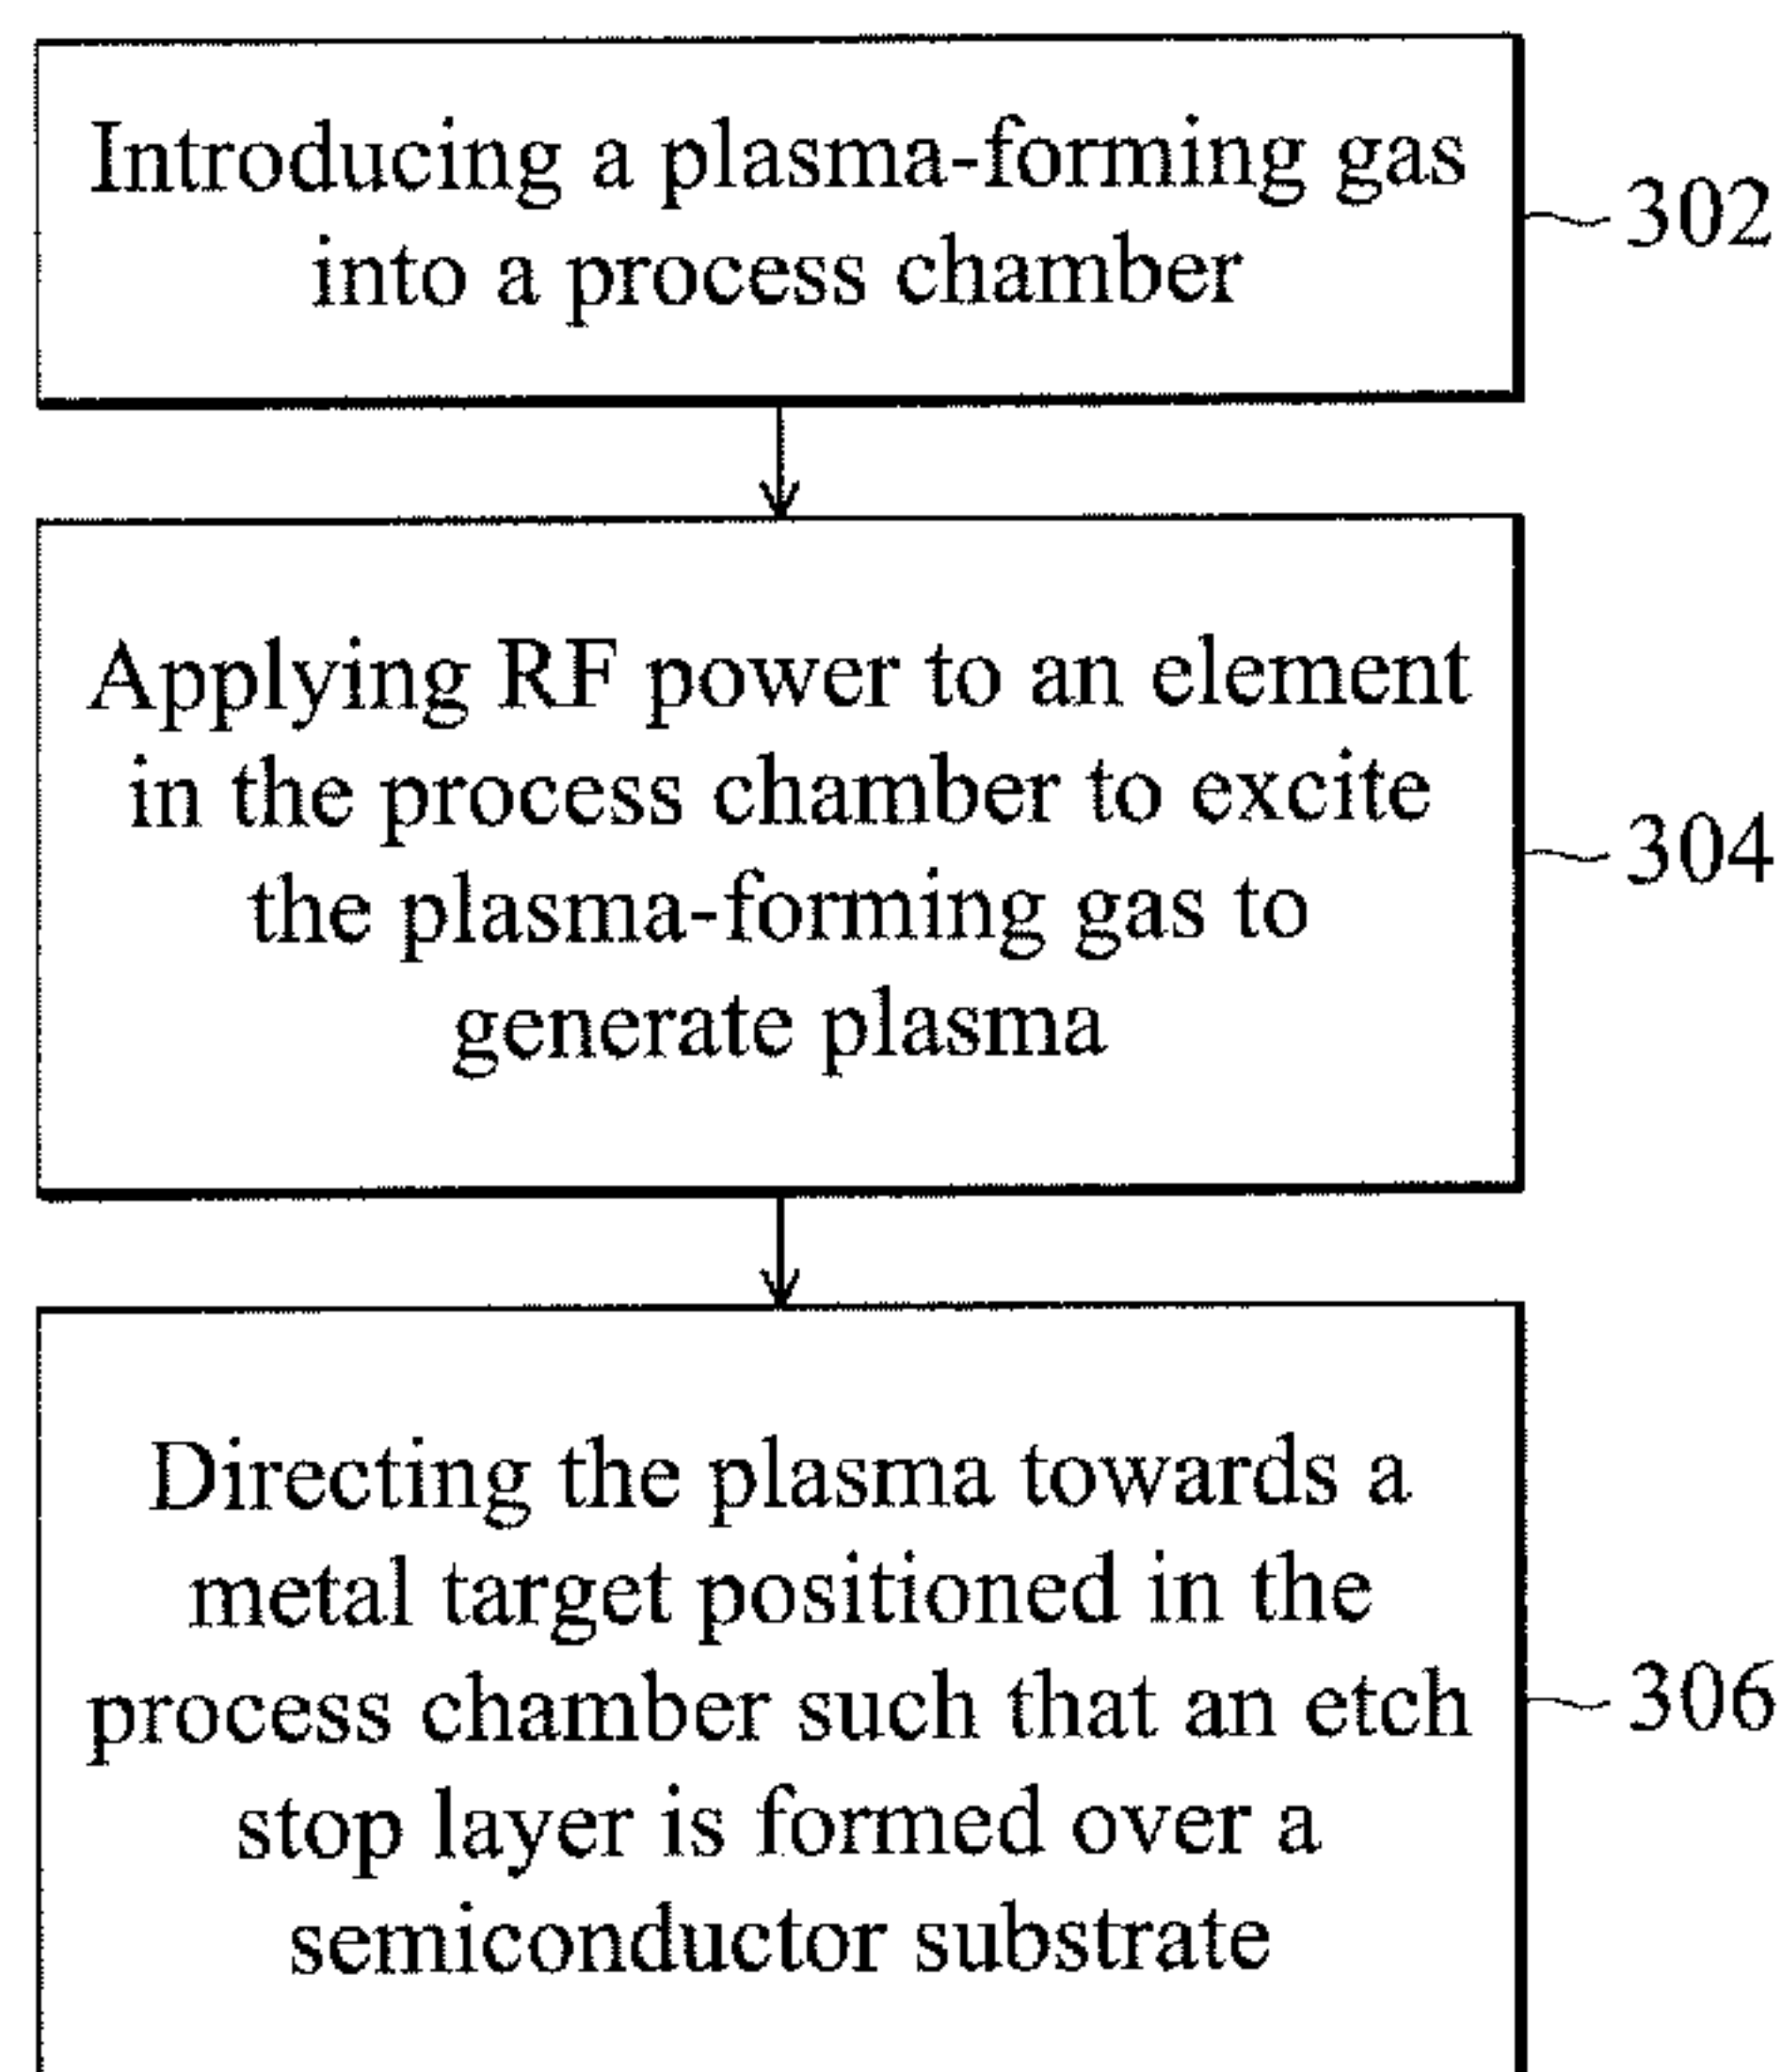 Introducing a plasma-forming gas
into a process chamber
302
Applying RF power to an element
in the process chamber to excite
the plasma-forming gas to
generate plasma
304
Directing the plasma towards a
metal target positioned in the
process chamber such that an etch
stop layer is formed over a
semiconductor substrate
306